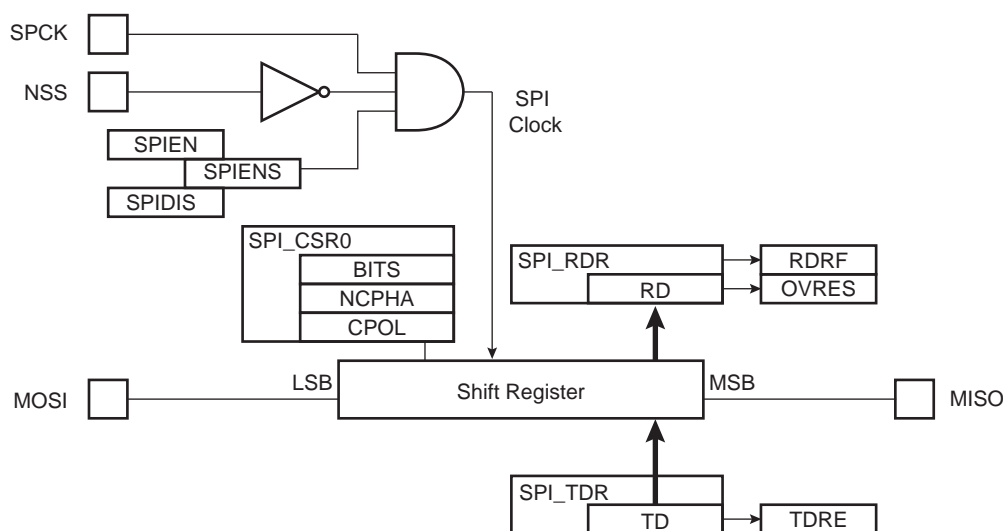 SPCK
NSS
SPI
Clock
SPIEN
SPIENS
SPIDIS
SPI_CSR0
BITS
NCPHA
CPOL
SPI_RDR
RD
RDRF
OVRES
MOSI
LSB
Shift Register
MSB
MISO
SPI_TDR
TD
TDRE